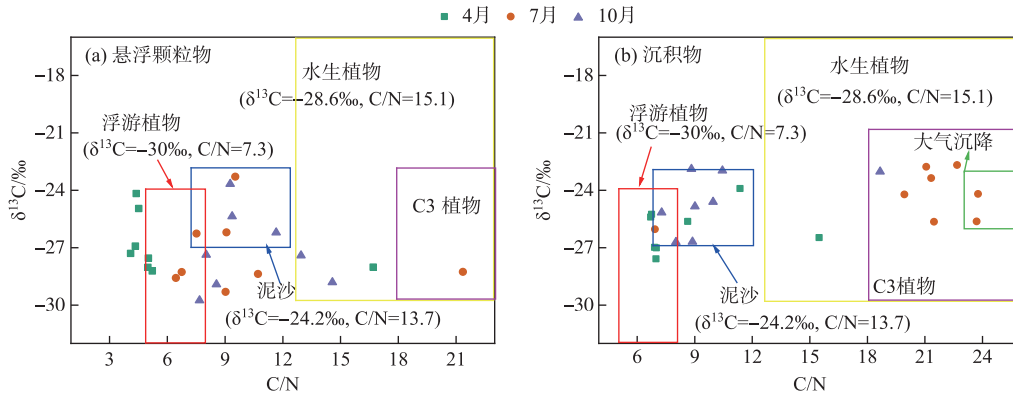 4月 7月 10月
(a) 悬浮颗粒物
水生植物
(δ¹³C=−28.6‰, C/N=15.1)
浮游植物
(δ¹³C=−30‰, C/N=7.3)
C3 植物
泥沙
(δ¹³C=−24.2‰, C/N=13.7)
δ¹³C/‰
−18
−21
−24
−27
−30
3 6 9 12 15 18 21
C/N
(b) 沉积物
水生植物
(δ¹³C=−28.6‰, C/N=15.1)
浮游植物
(δ¹³C=−30‰, C/N=7.3)
大气沉降
C3植物
泥沙
(δ¹³C=−24.2‰, C/N=13.7)
δ¹³C/‰
−18
−21
−24
−27
−30
6 9 12 15 18 21 24
C/N